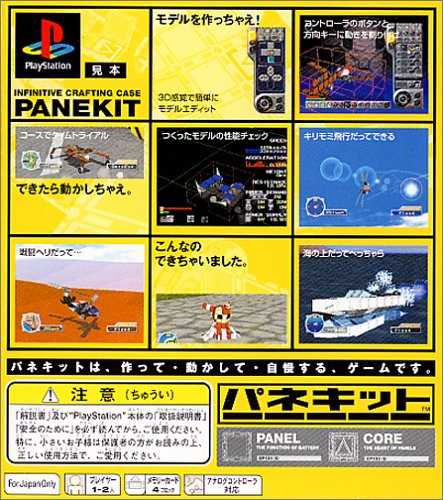 PlayStation
見本
INFINITIVE CRAFTING CASE
PANEKIT
モデルを作っちゃえ!
3D感覚で簡単に
モデルエディット
コントローラのボタンと
方向キーに動きを割り
コースでタイムトライアル
できたら動かしちゃえ。
つくったモデルの性能チェック
SPEED
ACCELERATION
POWER SUPPLY
キリモミ飛行だってできる
戦闘ヘリだって…
こんなの
できちゃいました。
海の上だってへっちゃら
パネキットは、作って・動かして・自慢する、ゲームです。
注意(ちゅうい)
「解説書」及び"PlayStation"本体の「取扱説明書」
「安全のために」を必ず読んでから、ご使用ください。
特に、小さいお子様は保護者の方がお読みの上、
正しい使用方法で、ご使用ください。
パネキット™
PANEL
THE FUNCTION OF BATTERY
CORE
THE HEART OF PANELS
For Japan Only
プレイヤー
1-2人
メモリーカード
4ブロック
アナログコントローラ
対応